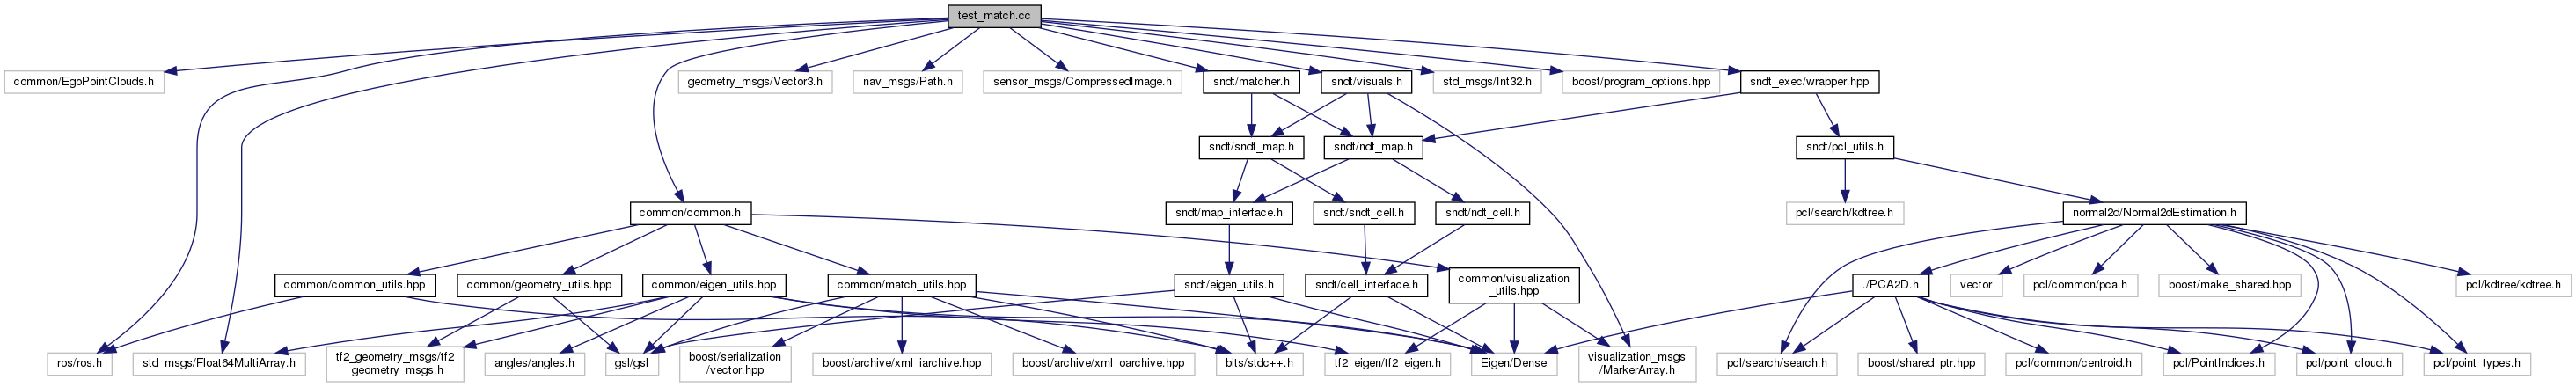 test_match.cc
common/EgoPointClouds.h
geometry_msgs/Vector3.h
nav_msgs/Path.h
sensor_msgs/CompressedImage.h
sndt/matcher.h
sndt/visuals.h
std_msgs/Int32.h
boost/program_options.hpp
sndt_exec/wrapper.hpp
sndt/sndt_map.h
sndt/ndt_map.h
sndt/pcl_utils.h
common/common.h
sndt/map_interface.h
sndt/sndt_cell.h
sndt/ndt_cell.h
pcl/search/kdtree.h
normal2d/Normal2dEstimation.h
common/common_utils.hpp
common/geometry_utils.hpp
common/eigen_utils.hpp
common/match_utils.hpp
sndt/eigen_utils.h
sndt/cell_interface.h
common/visualization
_utils.hpp
./PCA2D.h
vector
pcl/common/pca.h
boost/make_shared.hpp
pcl/kdtree/kdtree.h
ros/ros.h
std_msgs/Float64MultiArray.h
tf2_geometry_msgs/tf2
_geometry_msgs.h
angles/angles.h
gsl/gsl
boost/serialization
/vector.hpp
boost/archive/xml_iarchive.hpp
boost/archive/xml_oarchive.hpp
bits/stdc++.h
tf2_eigen/tf2_eigen.h
Eigen/Dense
visualization_msgs
/MarkerArray.h
pcl/search/search.h
boost/shared_ptr.hpp
pcl/common/centroid.h
pcl/PointIndices.h
pcl/point_cloud.h
pcl/point_types.h